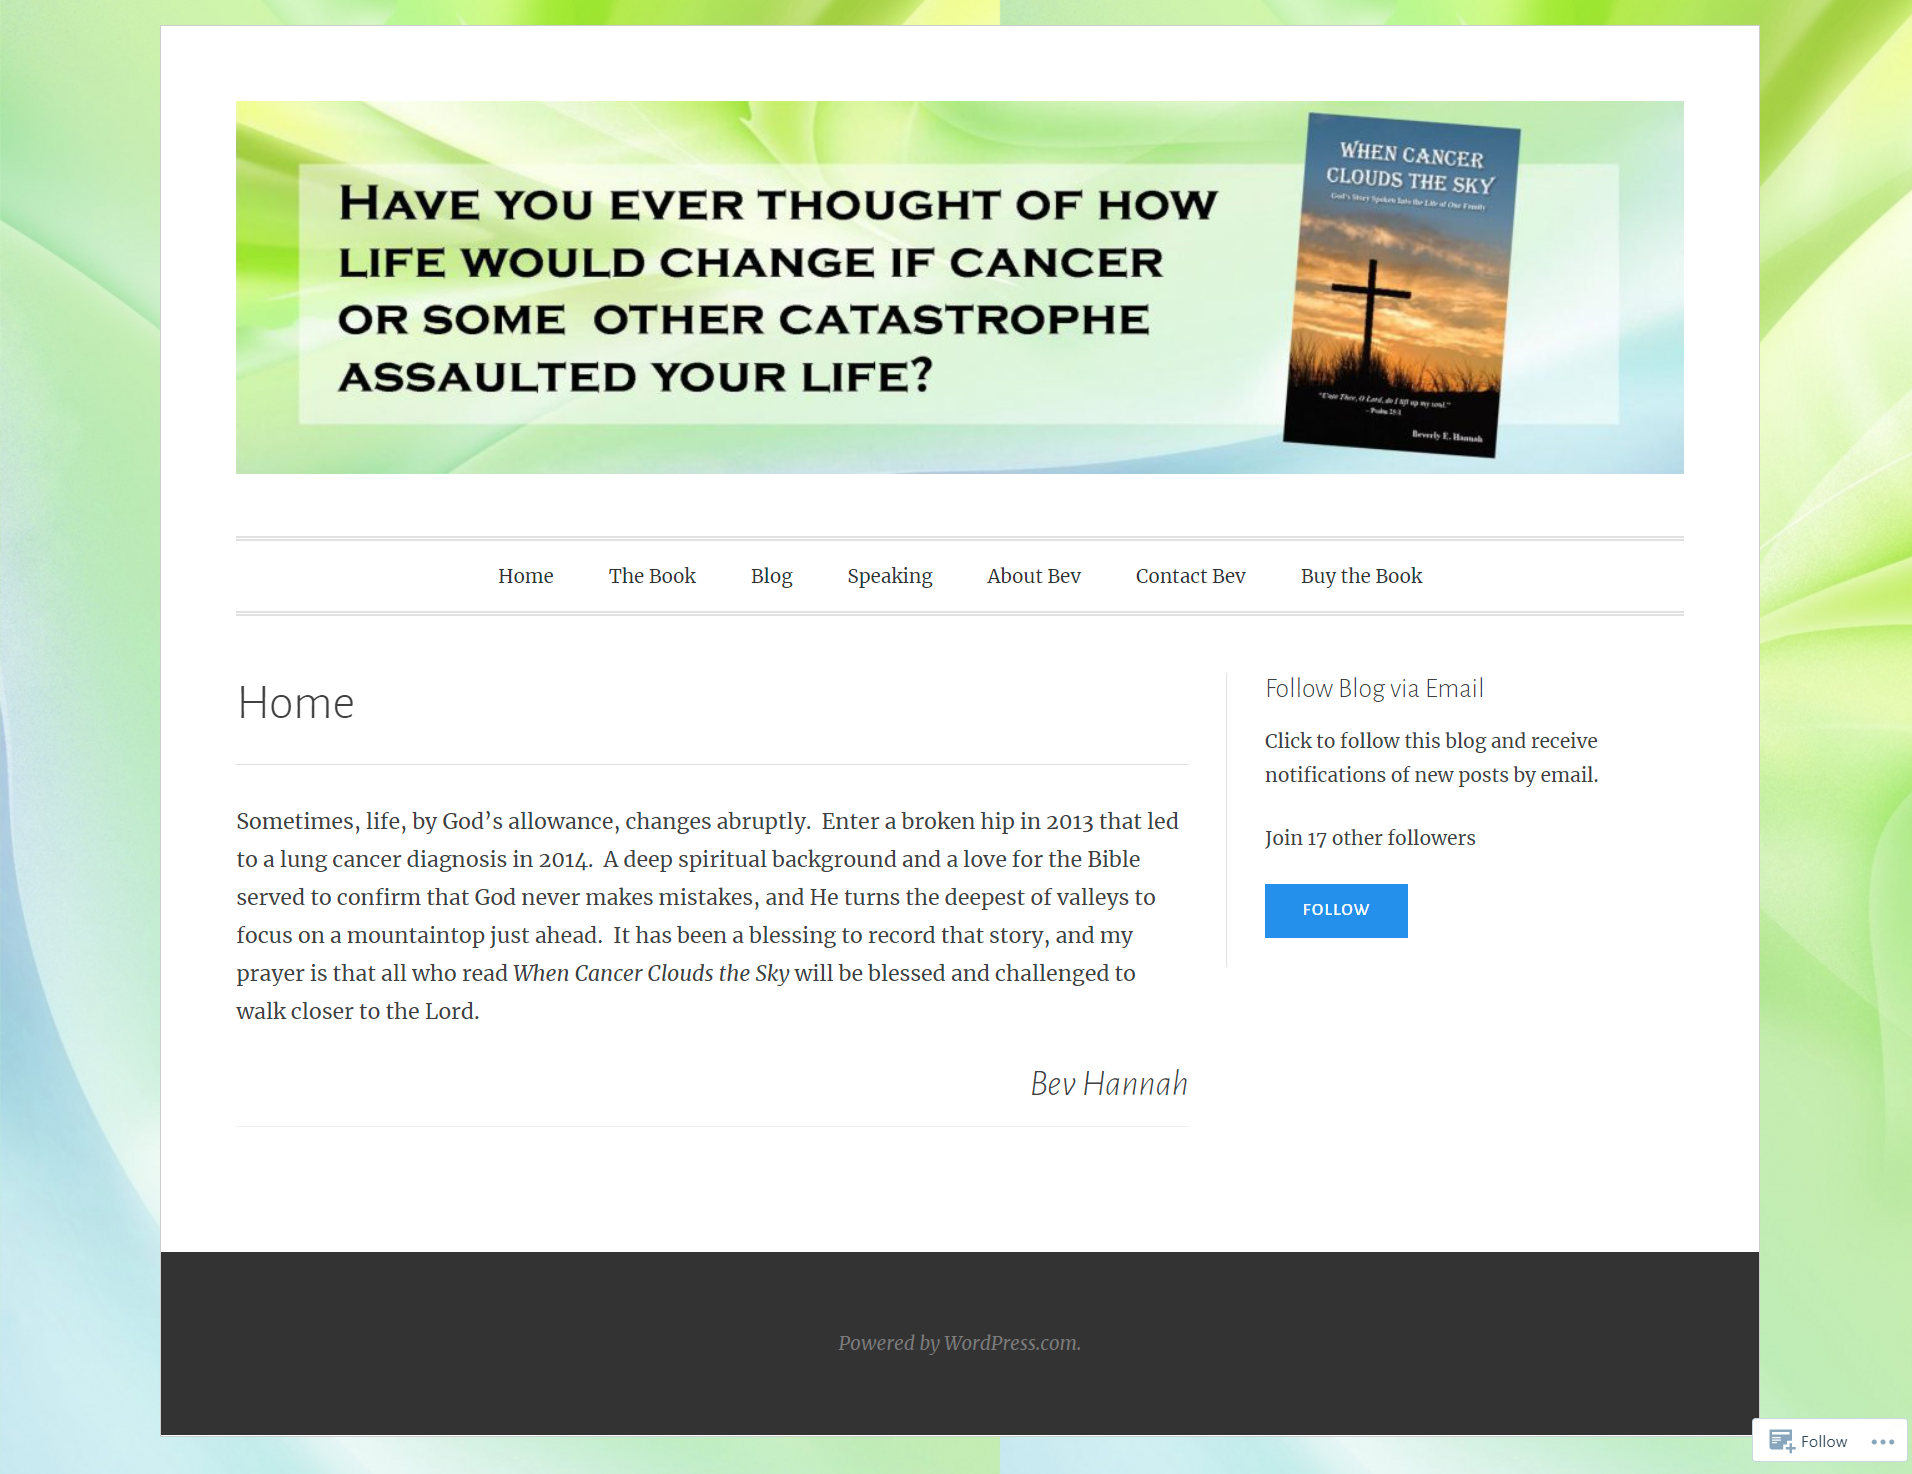 HAVE YOU EVER THOUGHT OF HOW
LIFE WOULD CHANGE IF CANCER
OR SOME OTHER CATASTROPHE
ASSAULTED YOUR LIFE?
WHEN CANCER
CLOUDS THE SKY
God's Story Spoken Into the Life of One Family
"Unto Thee, O Lord, do I lift up my soul."
~ Psalm 25:1
Beverly E. Hannah
Home The Book Blog Speaking About Bev Contact Bev Buy the Book
Home
Sometimes, life, by God’s allowance, changes abruptly.  Enter a broken hip in 2013 that led
to a lung cancer diagnosis in 2014.  A deep spiritual background and a love for the Bible
served to confirm that God never makes mistakes, and He turns the deepest of valleys to
focus on a mountaintop just ahead.  It has been a blessing to record that story, and my
prayer is that all who read When Cancer Clouds the Sky will be blessed and challenged to
walk closer to the Lord.
Bev Hannah
Follow Blog via Email
Click to follow this blog and receive
notifications of new posts by email.
Join 17 other followers
FOLLOW
Powered by WordPress.com.
Follow